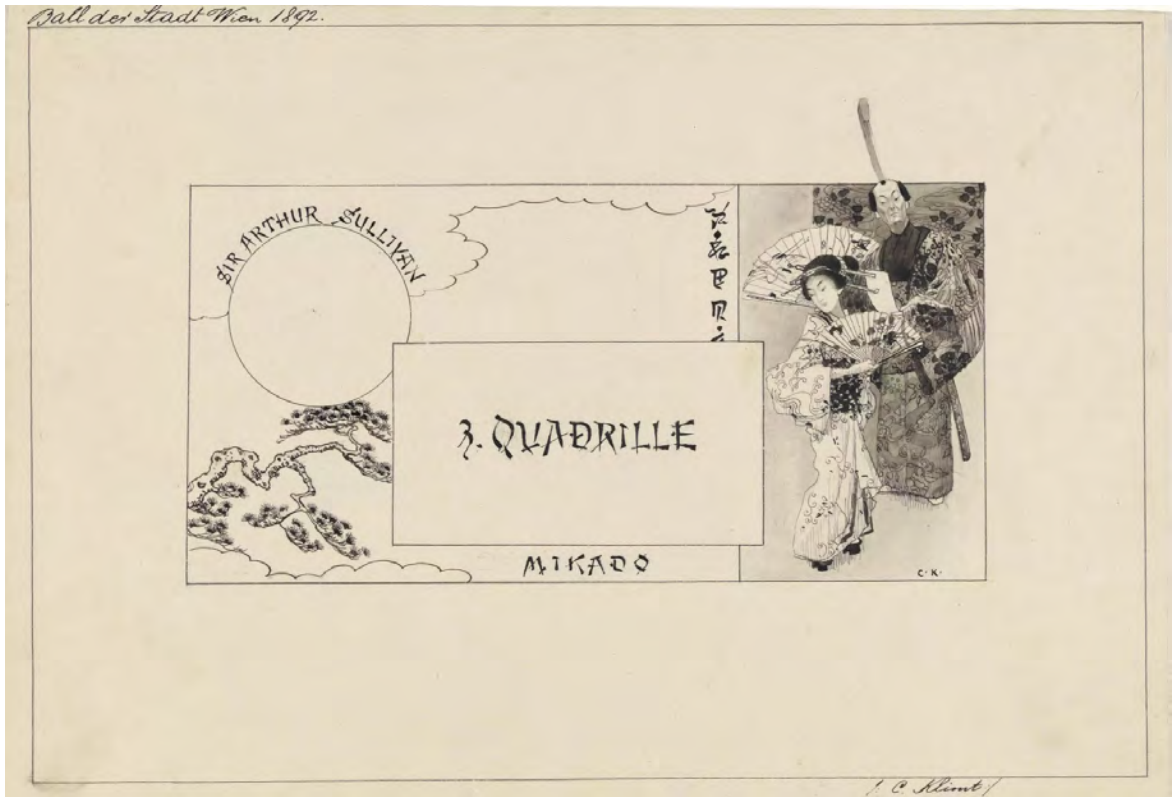 Ball der Stadt Wien 1892.
SIR ARTHUR SULLIVAN
3. QUADRILLE
MIKADO
C. K.
/ C. Klimt /